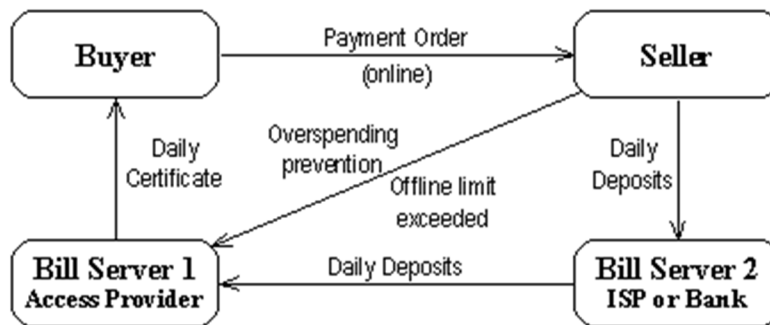 Buyer
Payment Order
(online)
Seller
Daily
Certificate
Overspending
prevention
Offline limit
exceeded
Daily
Deposits
Bill Server 1
Access Provider
Daily Deposits
Bill Server 2
ISP or Bank